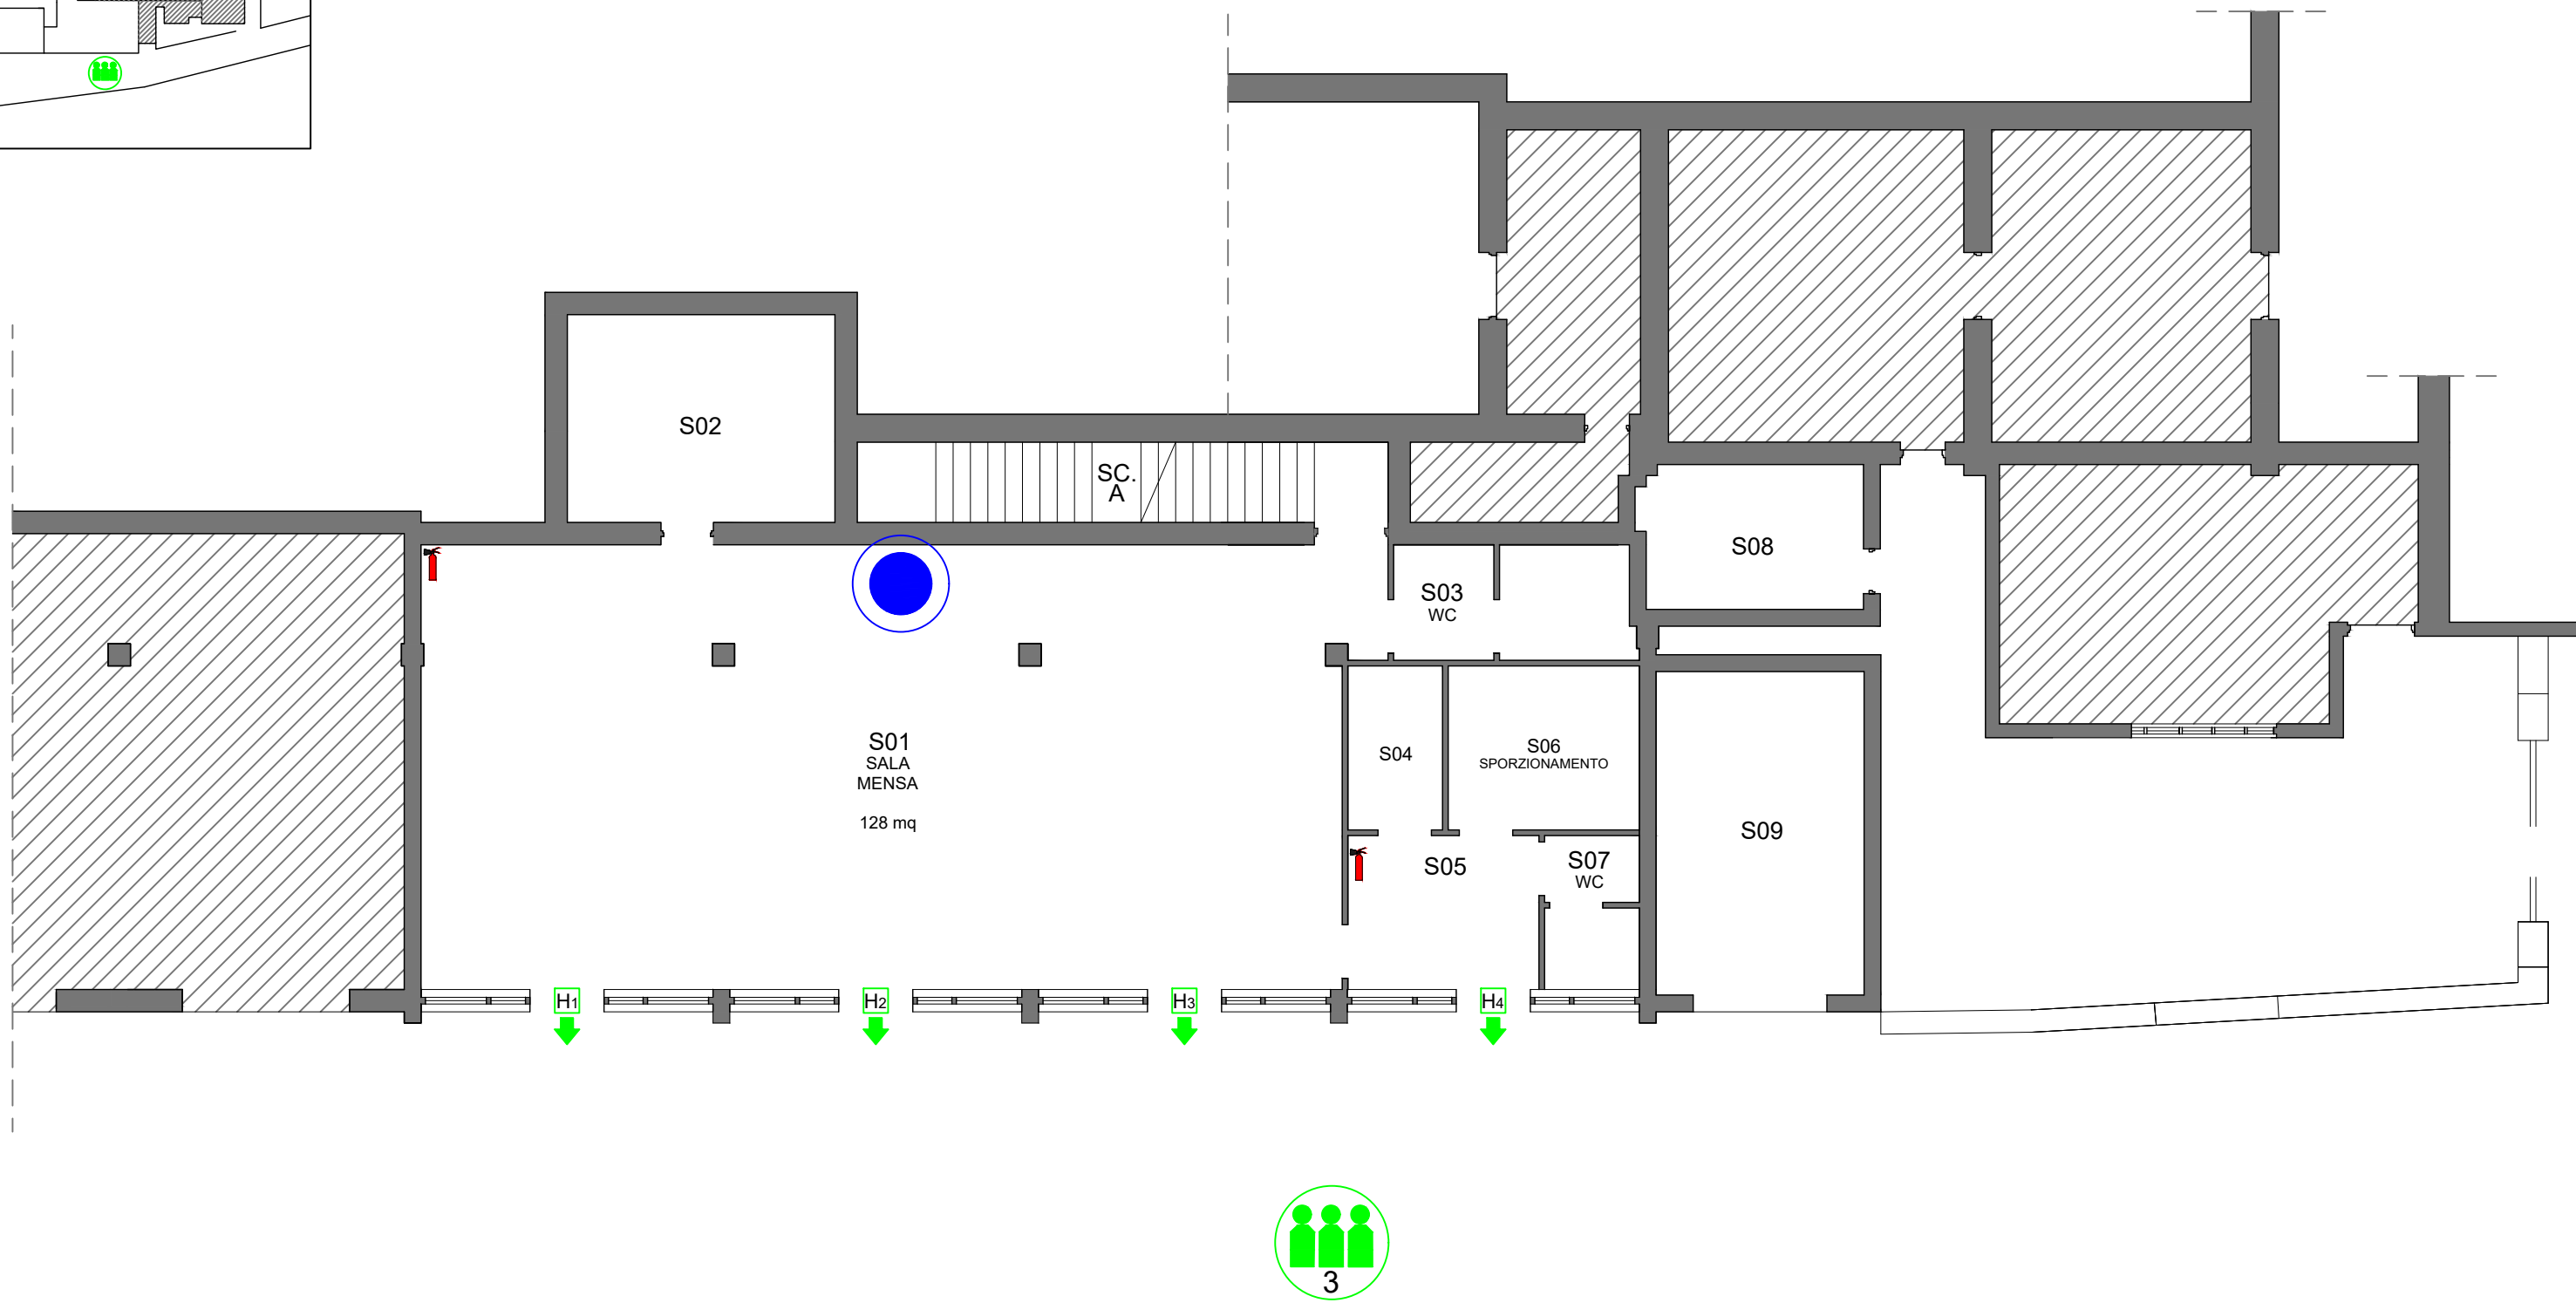 S02
SC.
A
S08
S03
WC
S01
SALA
MENSA
128 mq
S04
S06
SPORZIONAMENTO
S09
S05
S07
WC
H1
H2
H3
H4
3